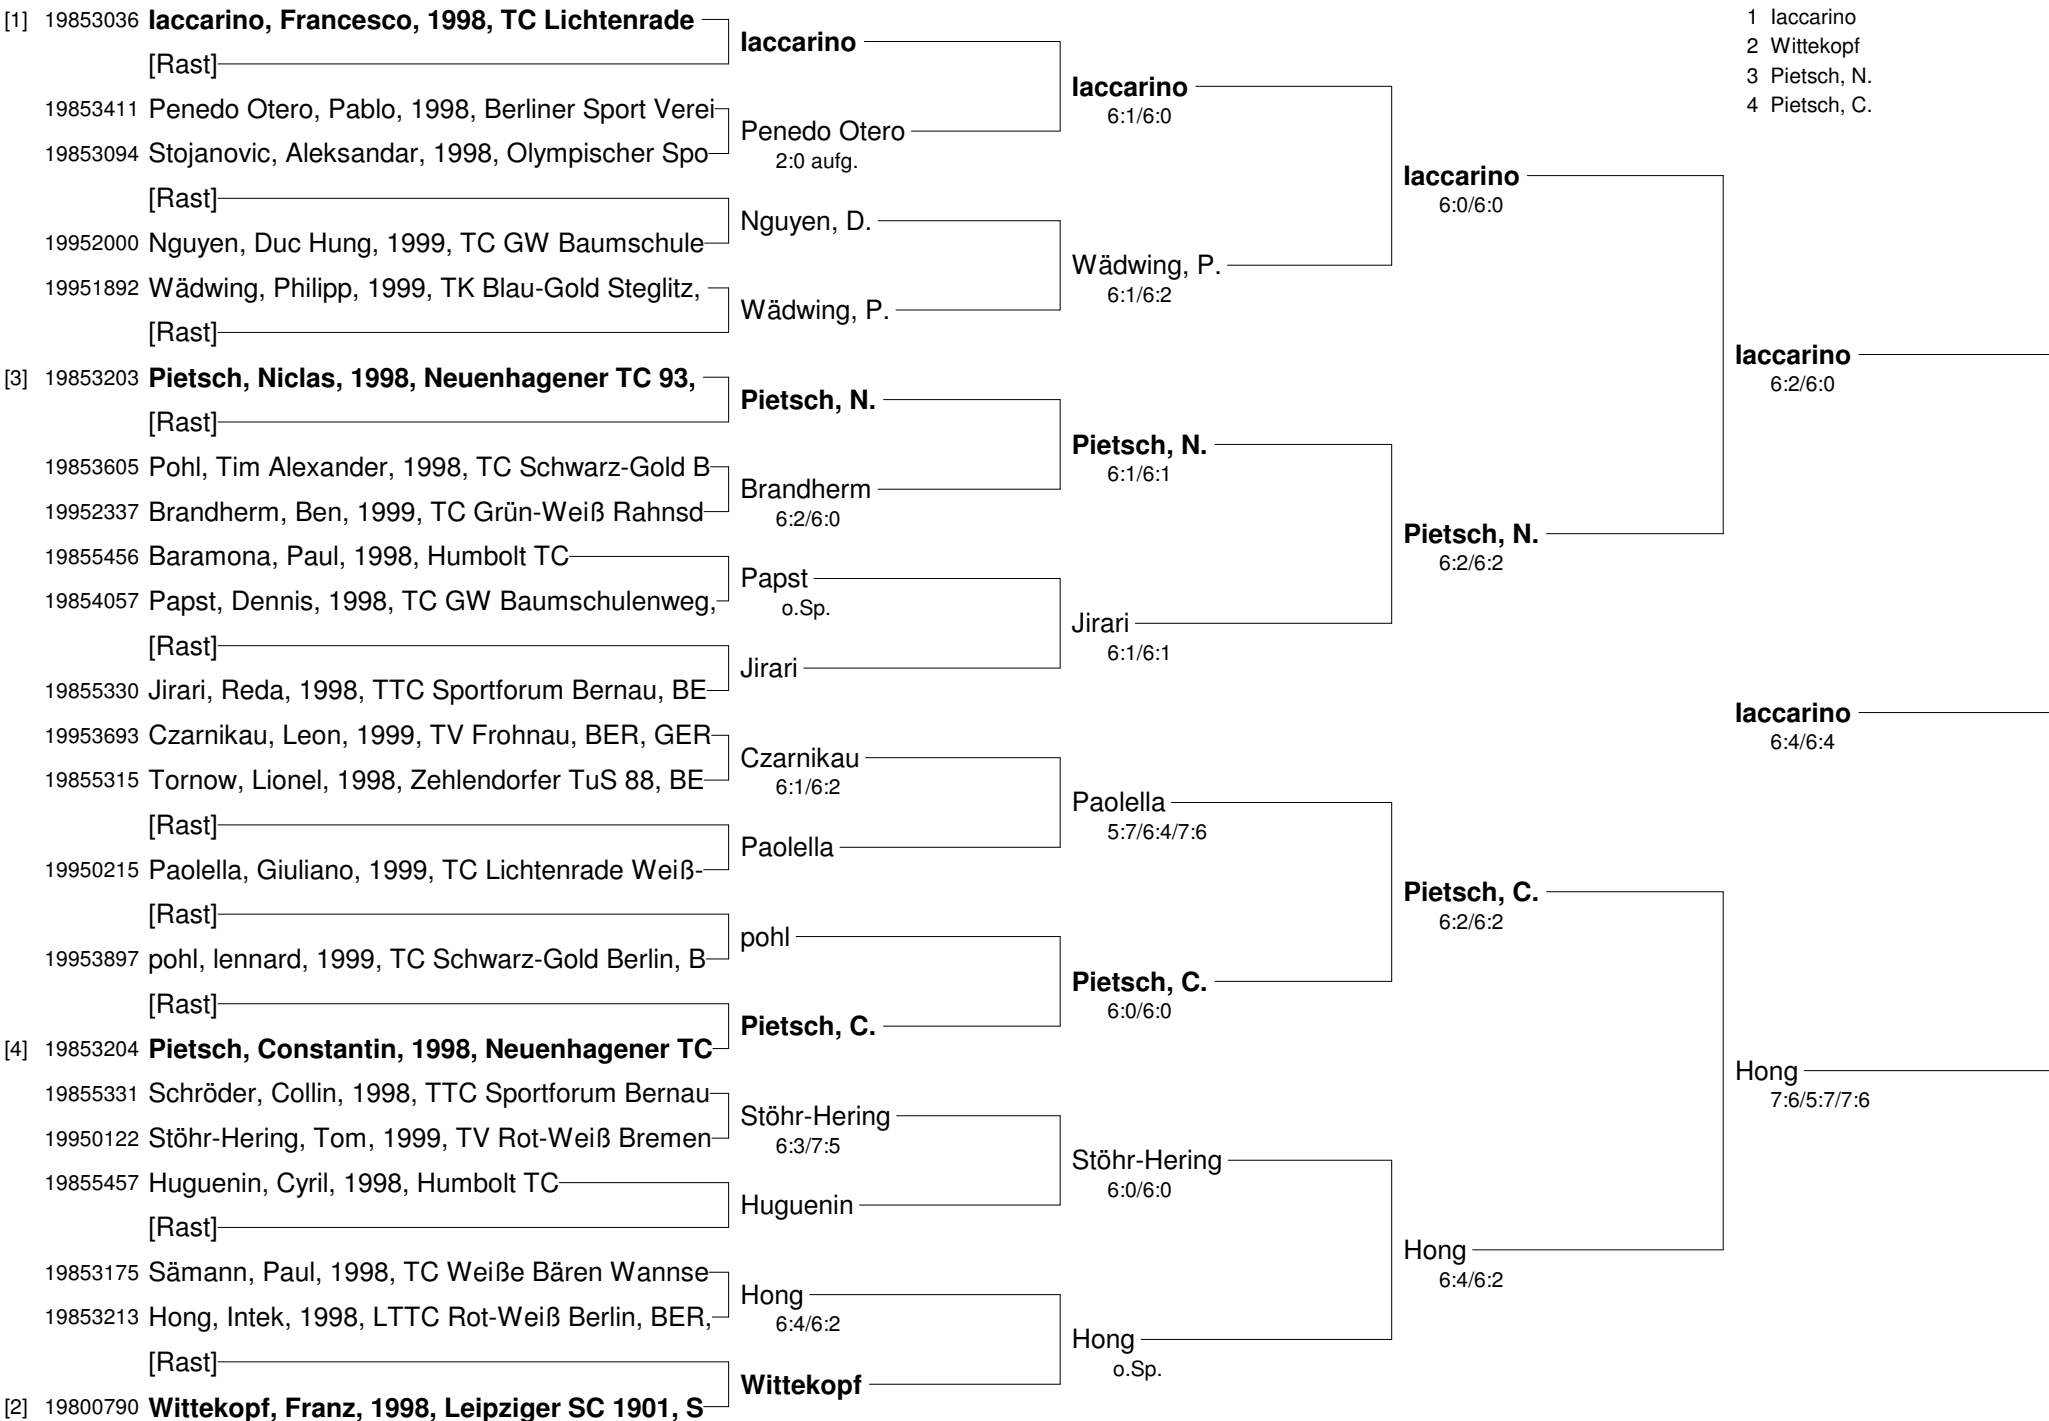 [1] 19853036 Iaccarino, Francesco, 1998, TC Lichtenrade
[Rast]
19853411 Penedo Otero, Pablo, 1998, Berliner Sport Verei
19853094 Stojanovic, Aleksandar, 1998, Olympischer Spo
[Rast]
19952000 Nguyen, Duc Hung, 1999, TC GW Baumschule
19951892 Wädwing, Philipp, 1999, TK Blau-Gold Steglitz,
[Rast]
[3] 19853203 Pietsch, Niclas, 1998, Neuenhagener TC 93,
[Rast]
19853605 Pohl, Tim Alexander, 1998, TC Schwarz-Gold B
19952337 Brandherm, Ben, 1999, TC Grün-Weiß Rahnsd
19855456 Baramona, Paul, 1998, Humbolt TC
19854057 Papst, Dennis, 1998, TC GW Baumschulenweg,
[Rast]
19855330 Jirari, Reda, 1998, TTC Sportforum Bernau, BE
19953693 Czarnikau, Leon, 1999, TV Frohnau, BER, GER
19855315 Tornow, Lionel, 1998, Zehlendorfer TuS 88, BE
[Rast]
19950215 Paolella, Giuliano, 1999, TC Lichtenrade Weiß-
[Rast]
19953897 pohl, lennard, 1999, TC Schwarz-Gold Berlin, B
[Rast]
[4] 19853204 Pietsch, Constantin, 1998, Neuenhagener TC
19855331 Schröder, Collin, 1998, TTC Sportforum Bernau
19950122 Stöhr-Hering, Tom, 1999, TV Rot-Weiß Bremen
19855457 Huguenin, Cyril, 1998, Humbolt TC
[Rast]
19853175 Sämann, Paul, 1998, TC Weiße Bären Wannse
19853213 Hong, Intek, 1998, LTTC Rot-Weiß Berlin, BER,
[Rast]
[2] 19800790 Wittekopf, Franz, 1998, Leipziger SC 1901, S
Iaccarino
Penedo Otero
2:0 aufg.
Nguyen, D.
Wädwing, P.
Pietsch, N.
Brandherm
6:2/6:0
Papst
o.Sp.
Jirari
Czarnikau
6:1/6:2
Paolella
pohl
Pietsch, C.
Stöhr-Hering
6:3/7:5
Huguenin
Hong
6:4/6:2
Wittekopf
Iaccarino
6:1/6:0
Wädwing, P.
6:1/6:2
Pietsch, N.
6:1/6:1
Jirari
6:1/6:1
Paolella
5:7/6:4/7:6
Pietsch, C.
6:0/6:0
Stöhr-Hering
6:0/6:0
Hong
o.Sp.
Iaccarino
6:0/6:0
Pietsch, N.
6:2/6:2
Pietsch, C.
6:2/6:2
Hong
6:4/6:2
1 Iaccarino
2 Wittekopf
3 Pietsch, N.
4 Pietsch, C.
Iaccarino
6:2/6:0
Iaccarino
6:4/6:4
Hong
7:6/5:7/7:6